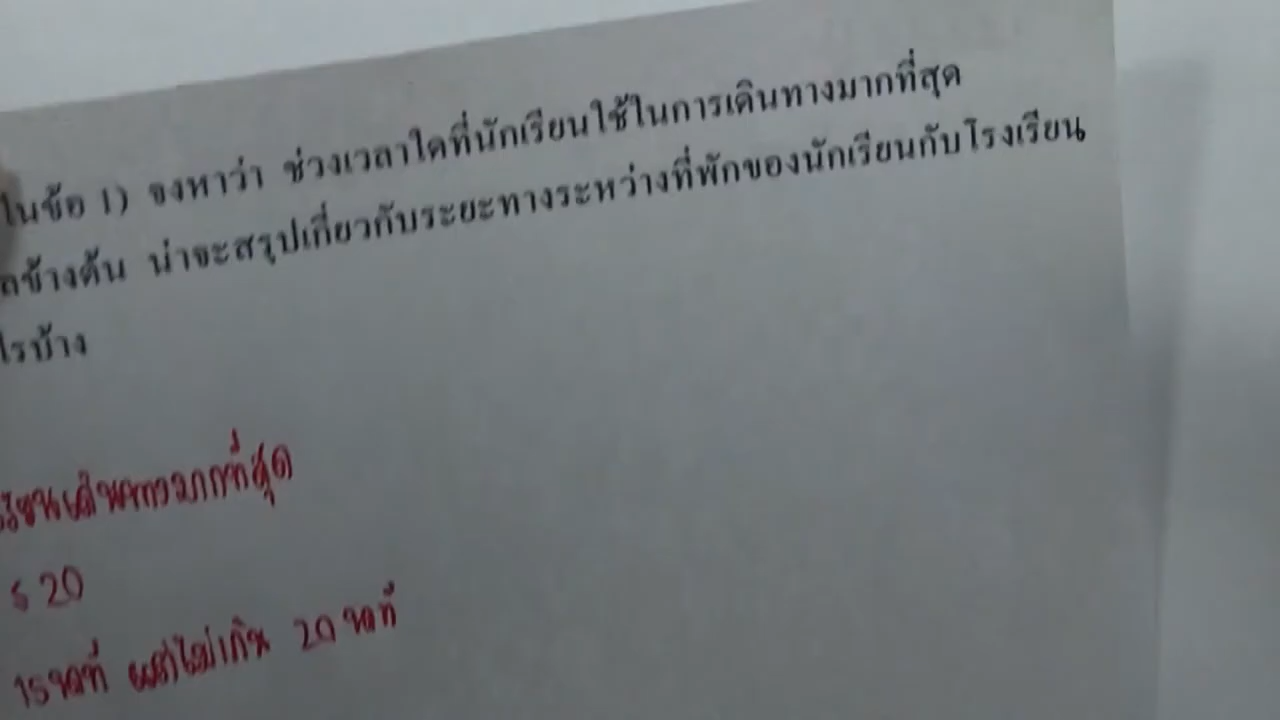 ในข้อ 1) จงหาว่า ช่วงเวลาใดที่นักเรียนใช้ในการเดินทางมากที่สุด
ข้างต้น น่าจะสรุปเกี่ยวกับระยะทางระหว่างที่พักของนักเรียนกับโรงเรียน
ไรบ้าง
เรียนเดินทางมากที่สุด
≤ 20
15 นาที แต่ไม่เกิน 20 นาที